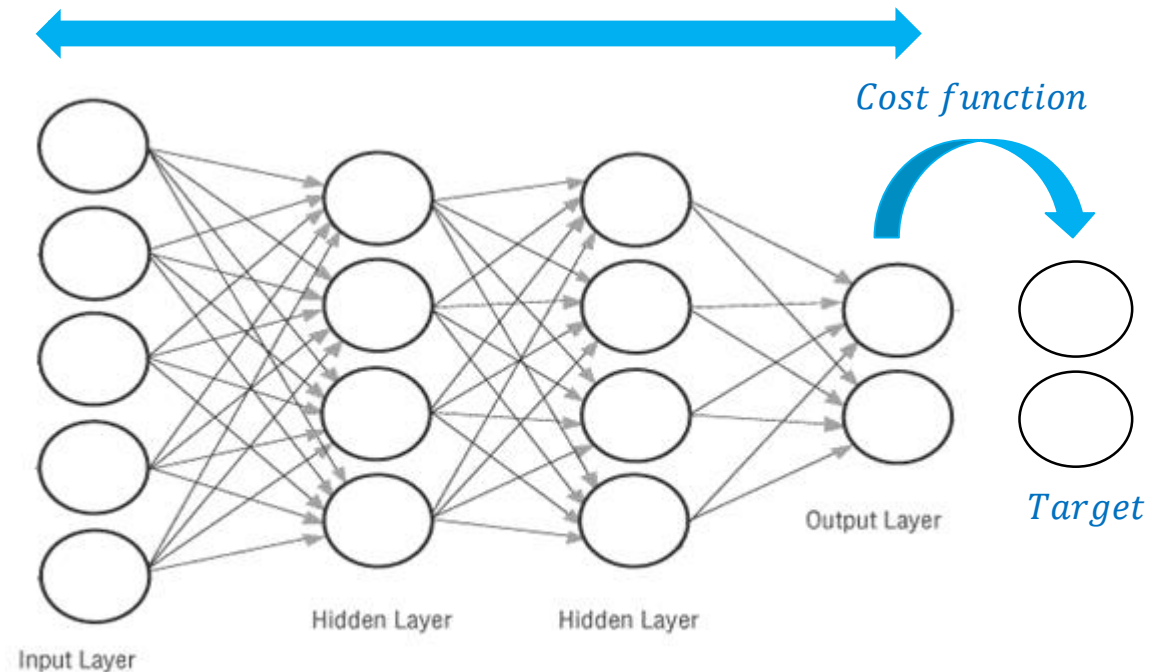 Cost function
Output Layer
Target
Hidden Layer
Hidden Layer
Input Layer